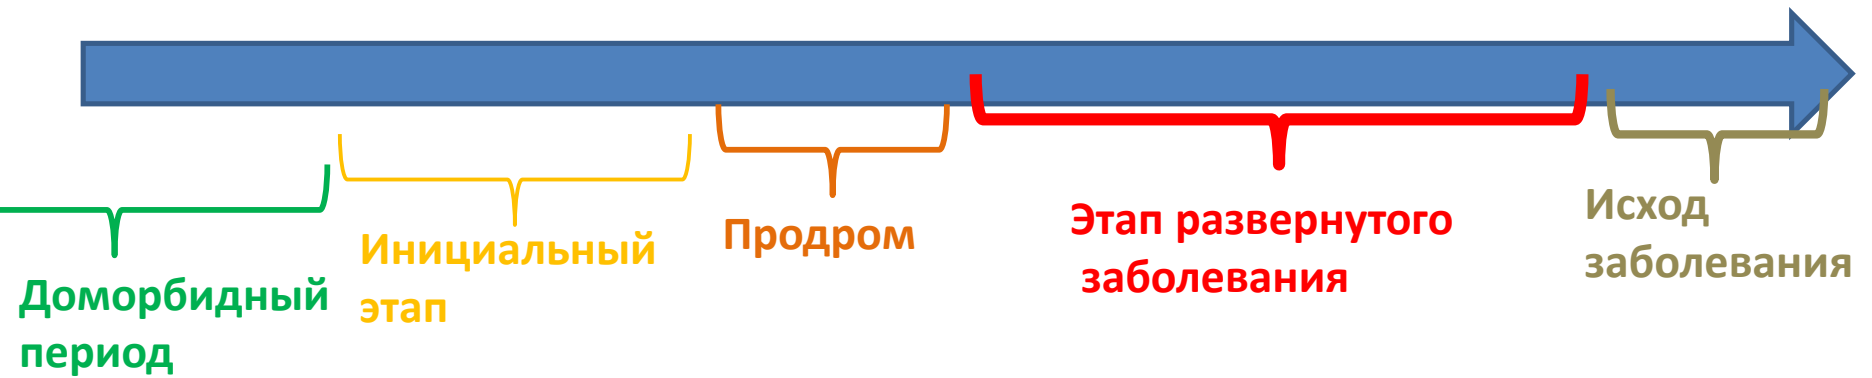 Доморбидный
период
Инициальный
этап
Продром
Этап развернутого
заболевания
Исход
заболевания